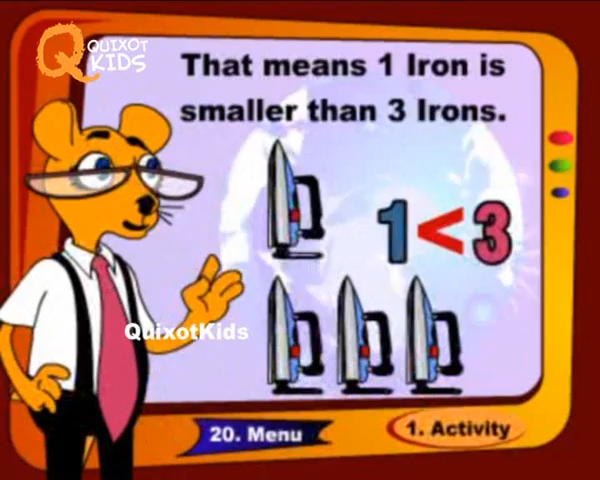 QUIXOT
KIDS
That means 1 Iron is
smaller than 3 Irons.
1<3
QuixotKids
20. Menu
1. Activity